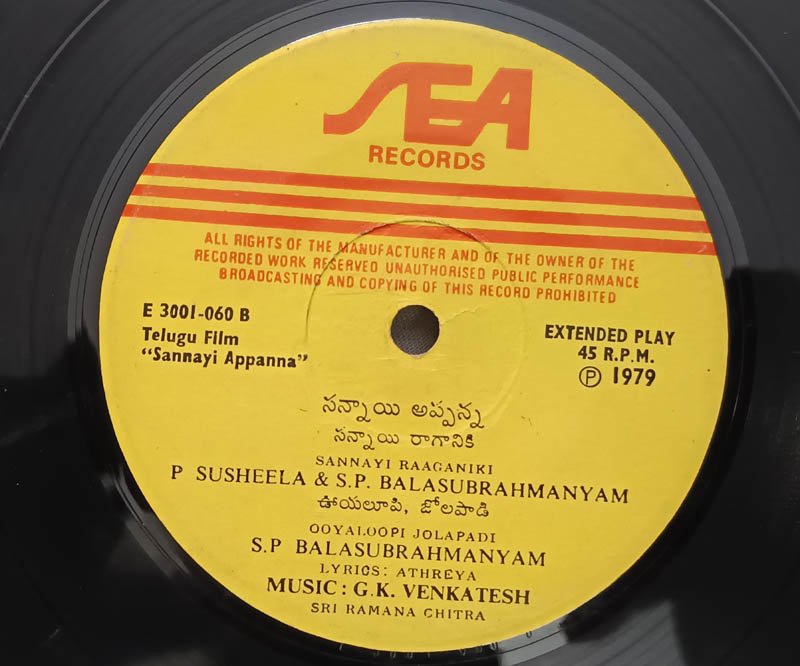 SEA
RECORDS
ALL RIGHTS OF THE MANUFACTURER AND OF THE OWNER OF THE
RECORDED WORK RESERVED UNAUTHORISED PUBLIC PERFORMANCE
BROADCASTING AND COPYING OF THIS RECORD PROHIBITED
E 3001-060 B
Telugu Film
“Sannayi Appanna”
EXTENDED PLAY
45 R.P.M.
Ⓟ 1979
సన్నాయి అప్పన్న
సన్నాయి రాగానికి
SANNAYI RAAGANIKI
P SUSHEELA & S.P. BALASUBRAHMANYAM
ఊయలూపి, జోలపాడి
OOYALOOPI JOLAPADI
S.P BALASUBRAHMANYAM
LYRICS: ATHREYA
MUSIC: G.K. VENKATESH
SRI RAMANA CHITRA